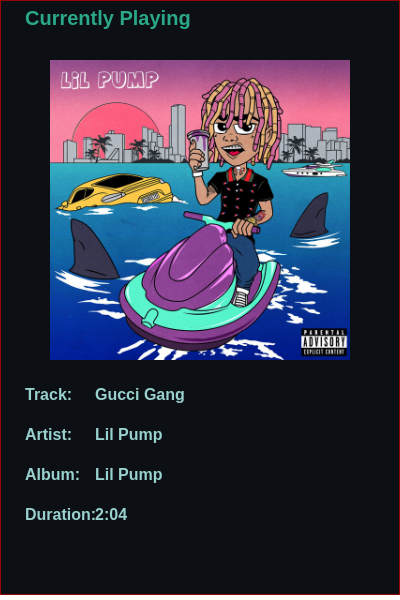 Currently Playing
LiL PUMP
PARENTAL
ADVISORY
EXPLICIT CONTENT
Track: Gucci Gang
Artist: Lil Pump
Album: Lil Pump
Duration:2:04